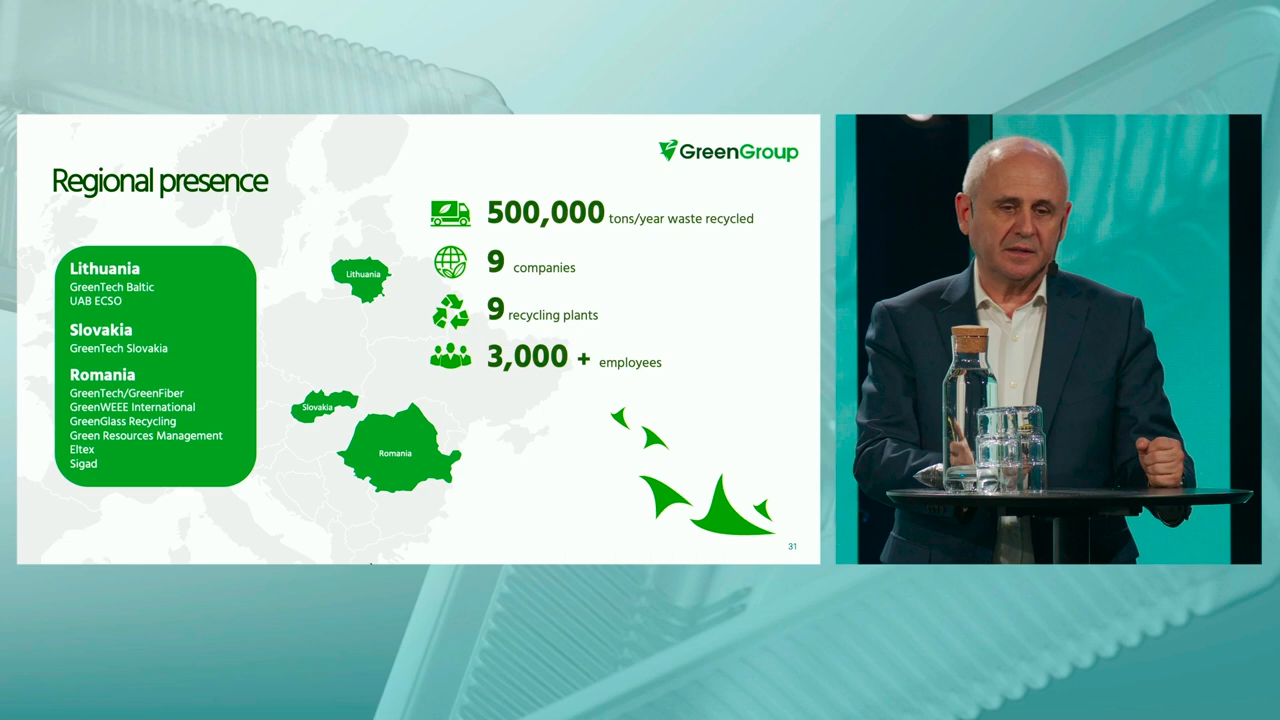 GreenGroup
Regional presence
Lithuania
GreenTech Baltic
UAB ECSO
Slovakia
GreenTech Slovakia
Romania
GreenTech/GreenFiber
GreenWEEE International
GreenGlass Recycling
Green Resources Management
Eltex
Sigad
Lithuania
Slovakia
Romania
500,000 tons/year waste recycled
9 companies
9 recycling plants
3,000 + employees
31